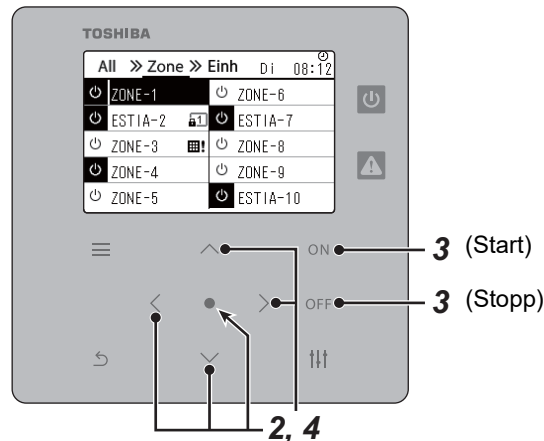 TOSHIBA
All » Zone » Einh Di 08:12
ZONE-1 ZONE-6
ESTIA-2 1 ESTIA-7
ZONE-3 ! ZONE-8
ZONE-4 ZONE-9
ZONE-5 ESTIA-10
ON 3 (Start)
OFF 3 (Stopp)
2, 4